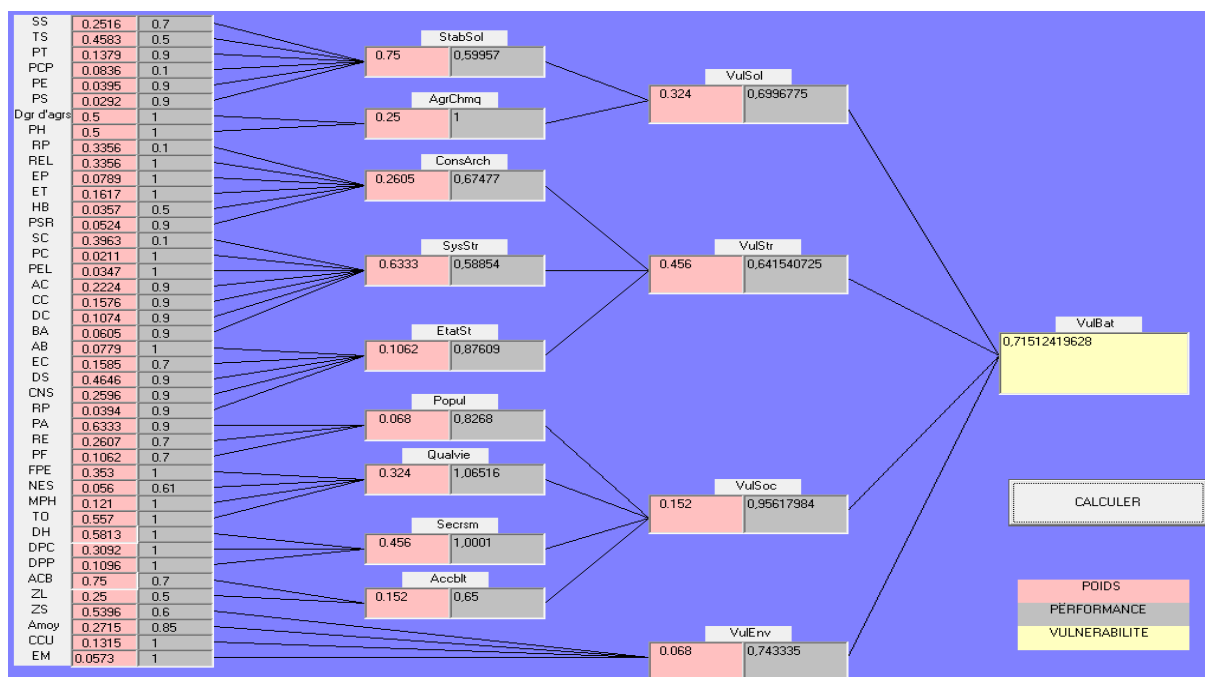 SS 0.2516 0.7
TS 0.4583 0.5
PT 0.1379 0.9
PCP 0.0836 0.1
PE 0.0395 0.9
PS 0.0292 0.9
Dgr d'agrs 0.5 1
PH 0.5 1
RP 0.3356 0.1
REL 0.3356 1
EP 0.0789 1
ET 0.1617 1
HB 0.0357 0.5
PSR 0.0524 0.9
SC 0.3963 0.1
PC 0.0211 1
PEL 0.0347 1
AC 0.2224 0.9
CC 0.1576 0.9
DC 0.1074 0.9
BA 0.0605 0.9
AB 0.0779 1
EC 0.1585 0.7
DS 0.4646 0.9
CNS 0.2596 0.9
RP 0.0394 0.9
PA 0.6333 0.9
RE 0.2607 0.7
PF 0.1062 0.7
FPE 0.353 1
NES 0.056 0.61
MPH 0.121 1
TO 0.557 1
DH 0.5813 1
DPC 0.3092 1
DPP 0.1096 1
ACB 0.75 0.7
ZL 0.25 0.5
ZS 0.5396 0.6
Amoy 0.2715 0.85
CCU 0.1315 1
EM 0.0573 1
StabSol
0.75 0,59957
AgrChmq
0.25 1
ConsArch
0.2605 0,67477
SysStr
0.6333 0,58854
EtatSt
0.1062 0,87609
Popul
0.068 0,8268
Qualvie
0.324 1,06516
Secrsm
0.456 1,0001
Accblt
0.152 0,65
VulSol
0.324 0,6996775
VulStr
0.456 0,641540725
VulSoc
0.152 0,95617984
VulEnv
0.068 0,743335
VulBat
0,71512419628
CALCULER
POIDS
PËRFORMANCE
VULNERABILITE